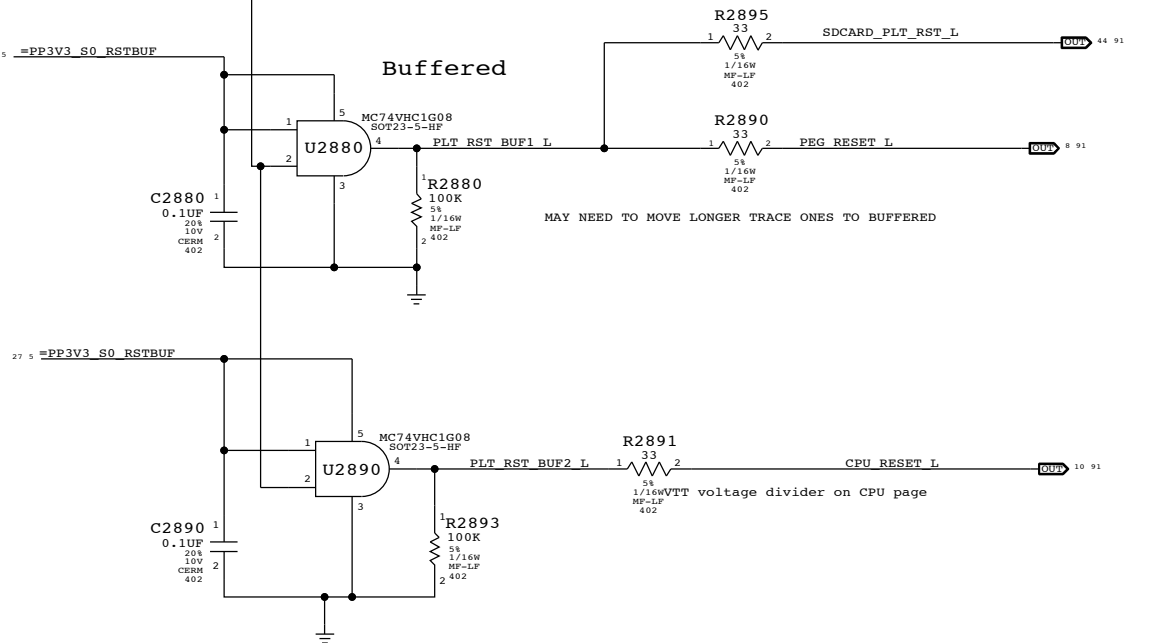 R2895
33
1 2
SDCARD_PLT_RST_L
OUT 44 91
5%
1/16W
MF-LF
402
5 =PP3V3_S0_RSTBUF
Buffered
MC74VHC1G08
SOT23-5-HF
5
1
2
U2880
4
3
PLT_RST_BUF1_L
R2890
33
1 2
PEG_RESET_L
OUT 8 91
5%
1/16W
MF-LF
402
C2880
0.1UF
20%
10V
CERM
402
1
2
R2880
100K
5%
1/16W
MF-LF
402
1
2
MAY NEED TO MOVE LONGER TRACE ONES TO BUFFERED
27 5 =PP3V3_S0_RSTBUF
MC74VHC1G08
SOT23-5-HF
5
1
2
U2890
4
3
PLT_RST_BUF2_L
R2891
33
1 2
CPU_RESET_L
OUT 10 91
5%
1/16W
MF-LF
402
VTT voltage divider on CPU page
C2890
0.1UF
20%
10V
CERM
402
1
2
R2893
100K
5%
1/16W
MF-LF
402
1
2